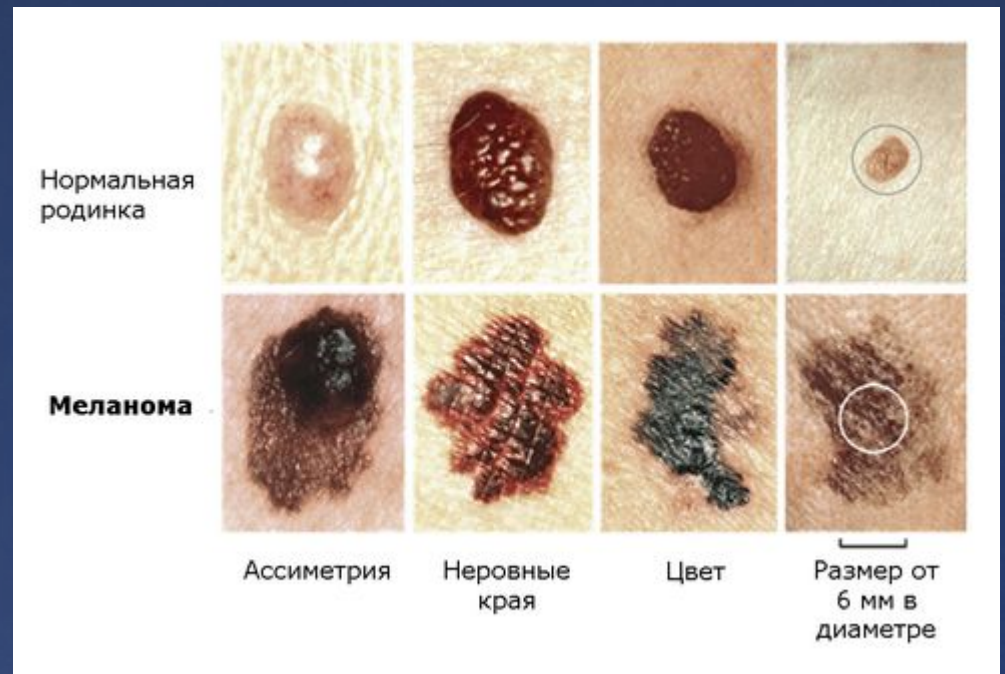 Нормальная
родинка
Меланома
Ассиметрия
Неровные
края
Цвет
Размер от
6 мм в
диаметре